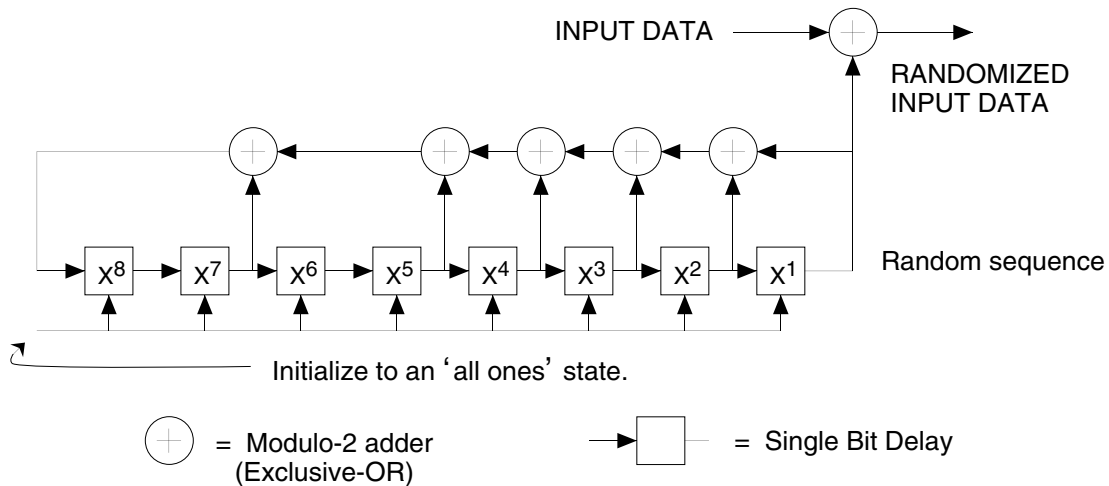 INPUT DATA
RANDOMIZED
INPUT DATA
X⁸ X⁷ X⁶ X⁵ X⁴ X³ X² X¹
Random sequence
Initialize to an ‘all ones’ state.
= Modulo-2 adder
(Exclusive-OR)
= Single Bit Delay